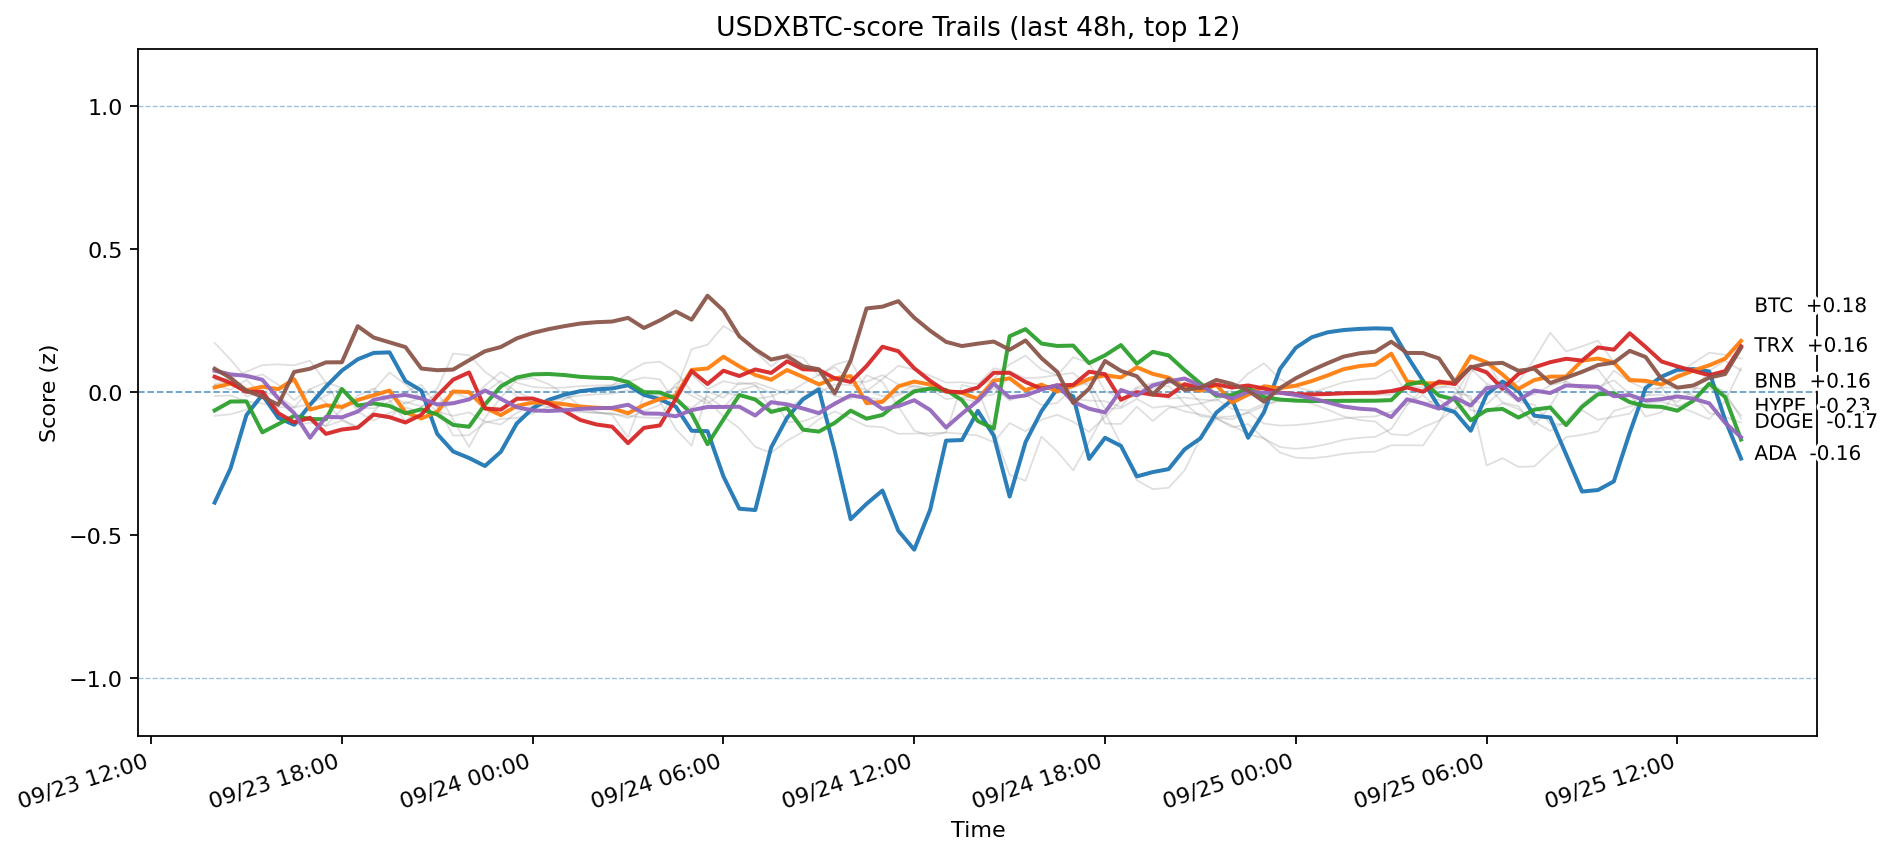 USDXBTC-score Trails (last 48h, top 12)
Score (z)
1.0
0.5
0.0
−0.5
−1.0
BTC +0.18
TRX +0.16
BNB +0.16
HYPE -0.23
DOGE -0.17
ADA -0.16
09/23 12:00
09/23 18:00
09/24 00:00
09/24 06:00
09/24 12:00
09/24 18:00
09/25 00:00
09/25 06:00
09/25 12:00
Time